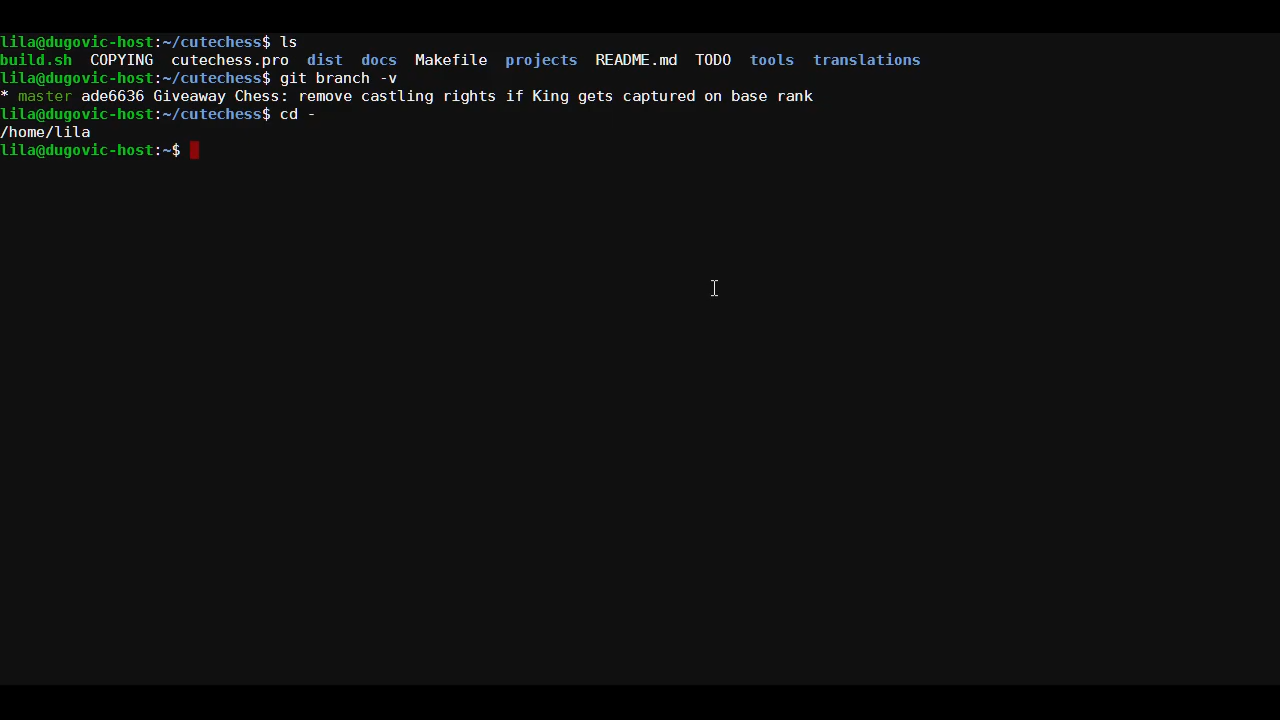 lila@dugovic-host:~/cutechess$ ls
build.sh  COPYING  cutechess.pro  dist  docs  Makefile  projects  README.md  TODO  tools  translations
lila@dugovic-host:~/cutechess$ git branch -v
* master ade6636 Giveaway Chess: remove castling rights if King gets captured on base rank
lila@dugovic-host:~/cutechess$ cd -
/home/lila
lila@dugovic-host:~$